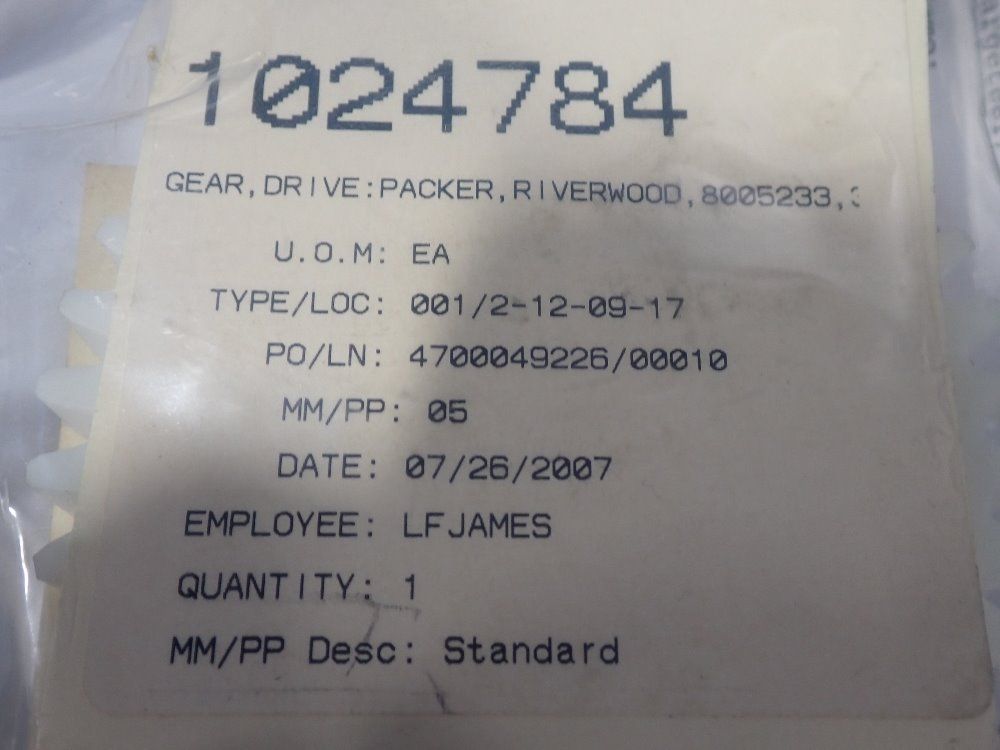 1024784
GEAR,DRIVE:PACKER,RIVERWOOD,8005233,
U.O.M: EA
TYPE/LOC: 001/2-12-09-17
PO/LN: 4700049226/00010
MM/PP: 05
DATE: 07/26/2007
EMPLOYEE: LFJAMES
QUANTITY: 1
MM/PP Desc: Standard